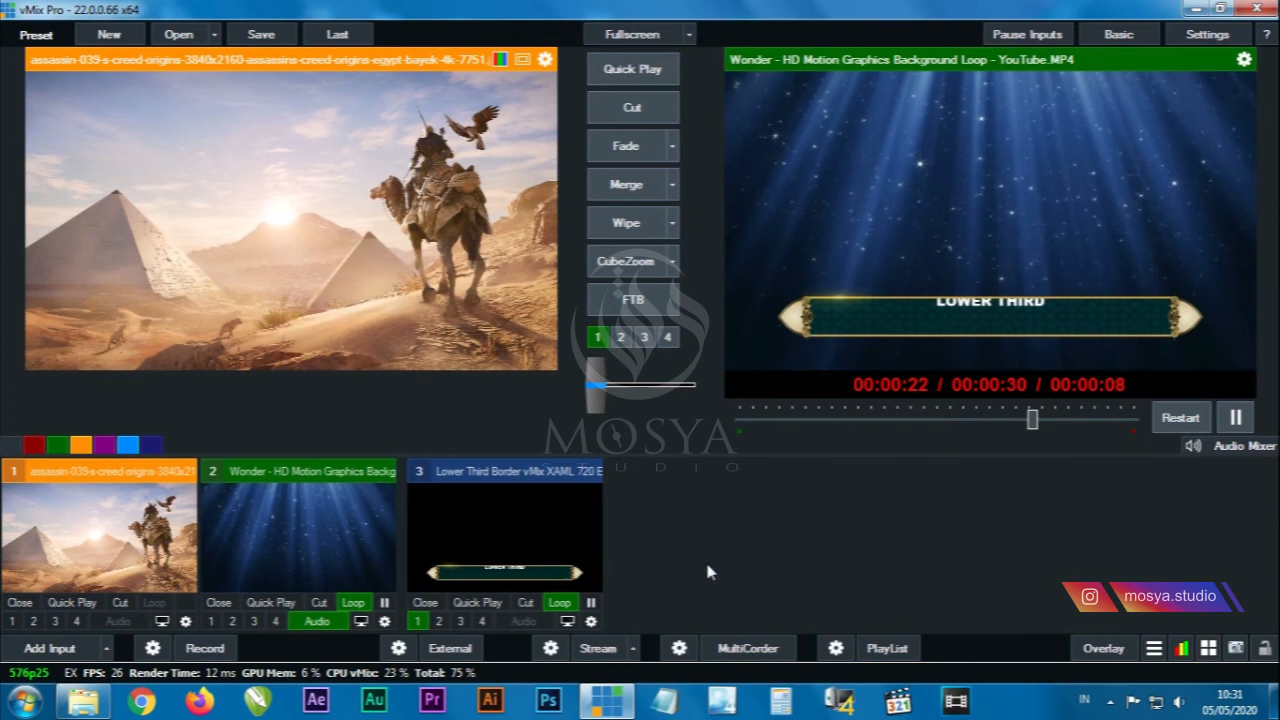 vMix Pro - 22.0.0.66 x64
Preset New Open Save Last Fullscreen Pause Inputs Basic Settings ?
assassin-039-s-creed-origins-3840x2160-assassins-creed-origins-egypt-bayek-4k-7751.j
Wonder - HD Motion Graphics Background Loop - YouTube.MP4
Quick Play
Cut
Fade
Merge
Wipe
CubeZoom
FTB
1 2 3 4
LOWER THIRD
00:00:22 / 00:00:30 / 00:00:08
Restart
MOSYA
STUDIO
Audio Mixer
1 assassin-039-s-creed-origins-3840x21
2 Wonder - HD Motion Graphics Backg
3 Lower Third Border vMix XAML 720 E
LOWER THIRD
Close Quick Play Cut Loop
Close Quick Play Cut Loop
Close Quick Play Cut Loop
1 2 3 4 Audio
1 2 3 4 Audio
1 2 3 4 Audio
mosya.studio
Add Input Record External Stream MultiCorder PlayList Overlay
576p25 EX FPS: 26 Render Time: 12 ms GPU Mem: 6 % CPU vMix: 23 % Total: 75 %
Ae Au Pr Ai Ps 4 4 321
IN
10:31
05/05/2020